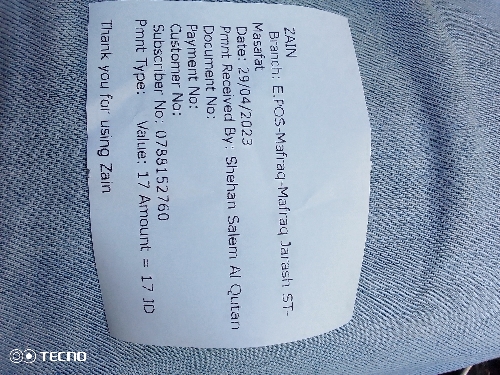 ZAIN
Branch: E.POS-Mafraq-Mafraq Jarash ST-
Masafat
Date: 29/04/2023
Pmnt Received By: Shehan Salem Al Qutan
Document No:
Payment No:
Customer No:
Subscriber No: 0788152760
Pmnt Type: Value: 17 Amount = 17 JD
Thank you for using Zain
TECNO